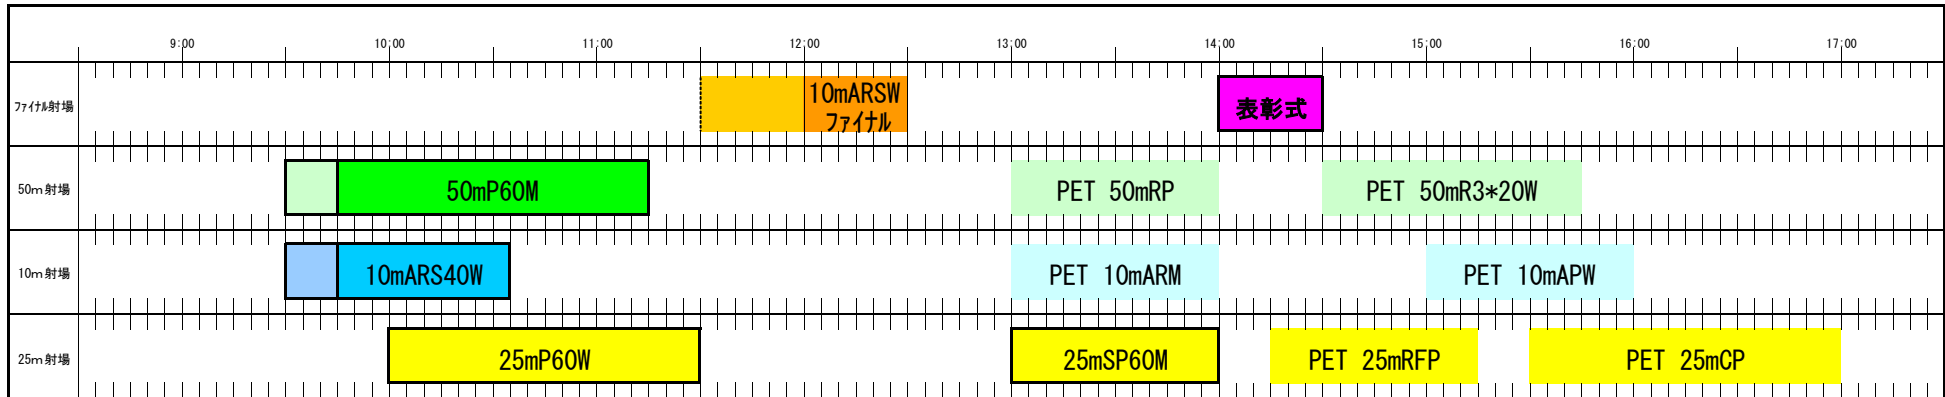 9:00 10:00 11:00 12:00 13:00 14:00 15:00 16:00 17:00
ファイナル射場
10mARSW
ファイナル
表彰式
50m射場
50mP60M
PET 50mRP
PET 50mR3*20W
10m射場
10mARS40W
PET 10mARM
PET 10mAPW
25m射場
25mP60W
25mSP60M
PET 25mRFP
PET 25mCP